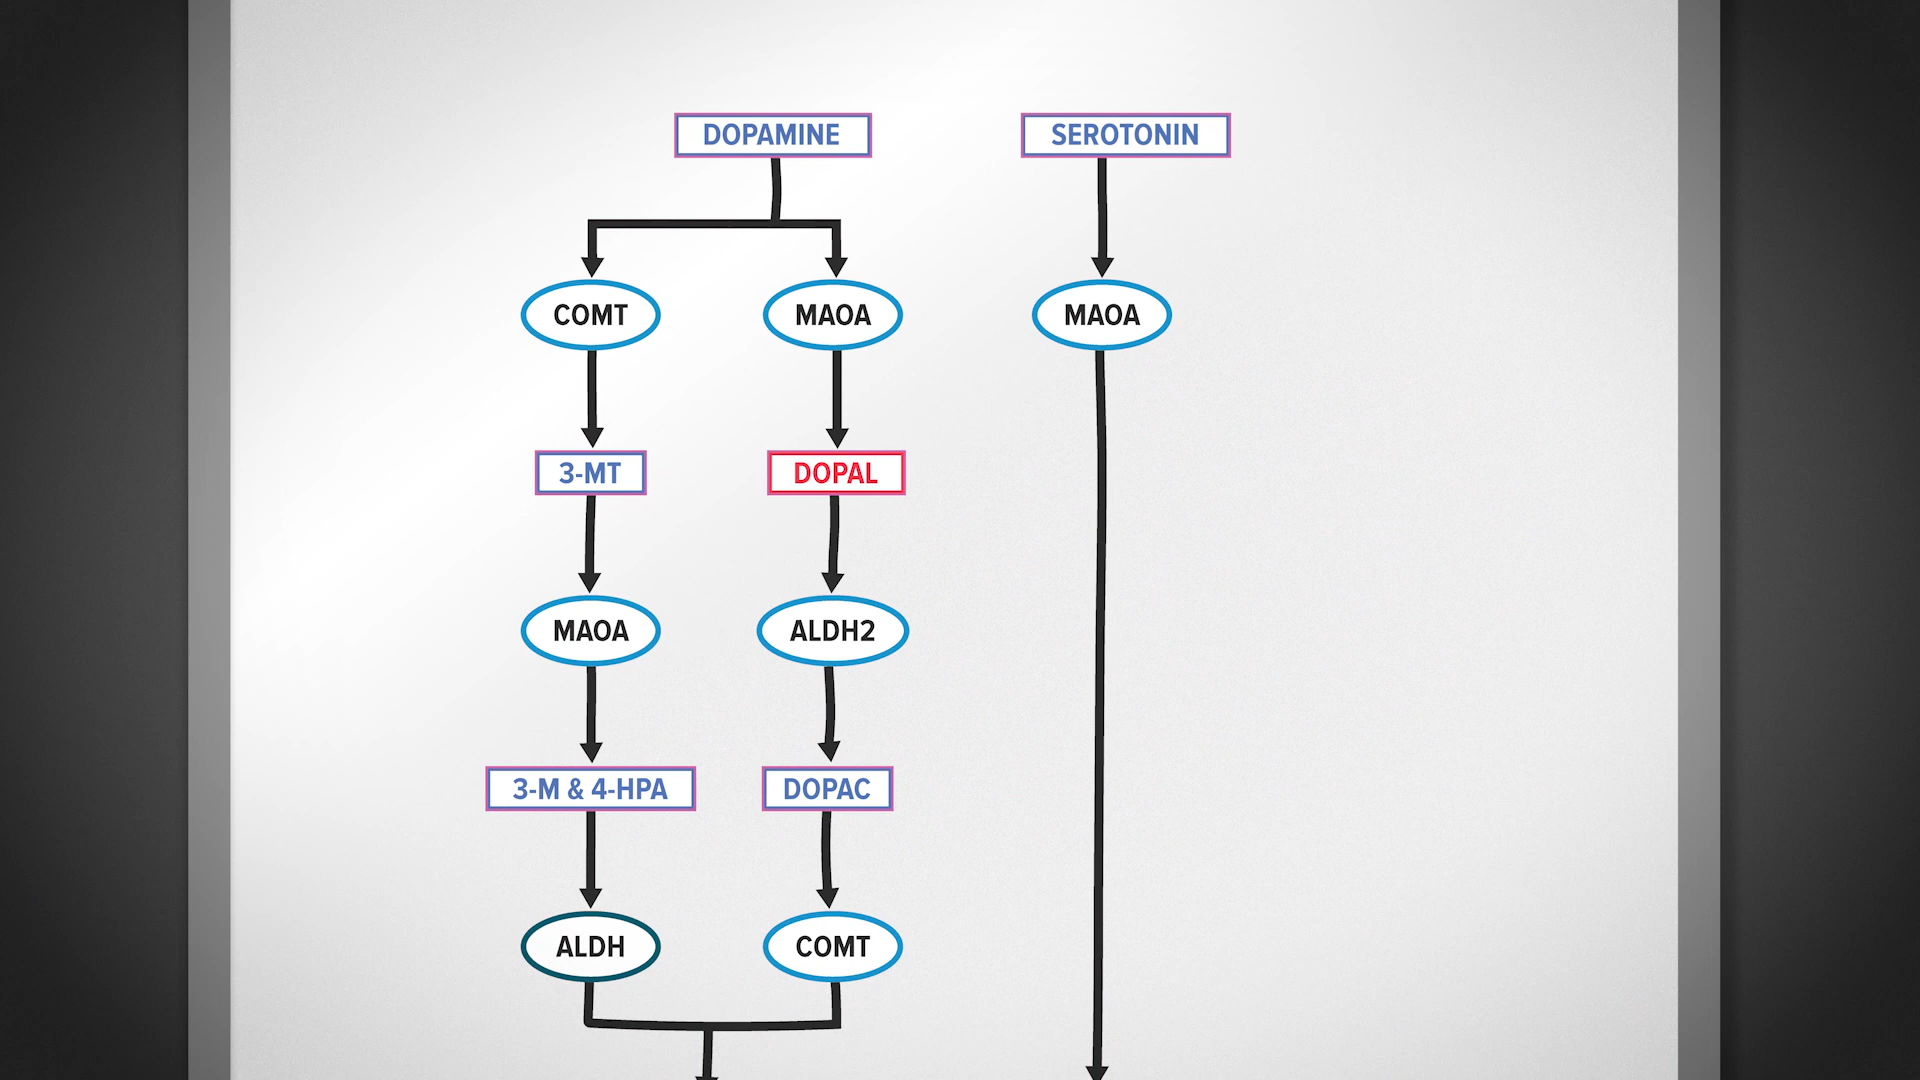 DOPAMINE
SEROTONIN
COMT
MAOA
MAOA
3-MT
DOPAL
MAOA
ALDH2
3-M & 4-HPA
DOPAC
ALDH
COMT